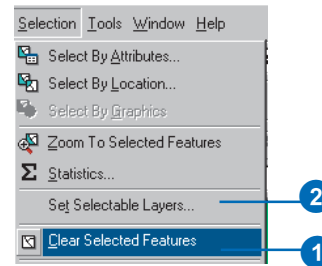 Selection Tools Window Help
Select By Attributes...
Select By Location...
Select By Graphics
Zoom To Selected Features
Σ Statistics...
Set Selectable Layers...
2
Clear Selected Features
1